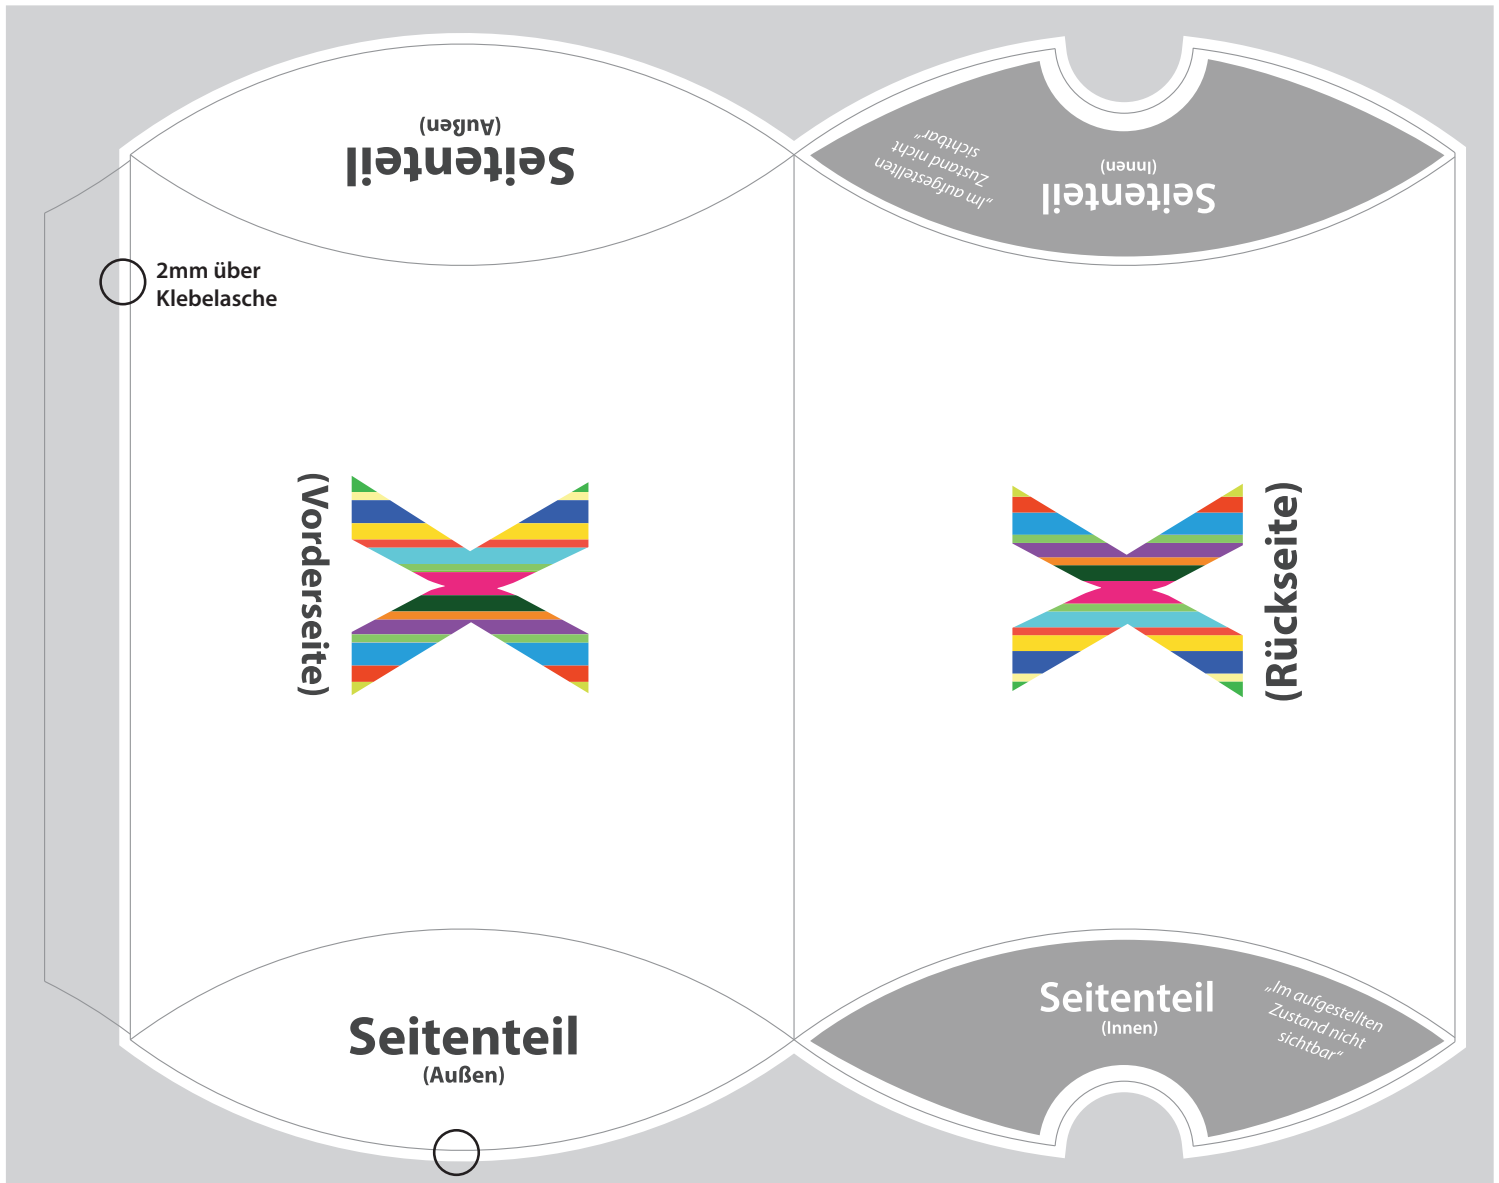 Seitenteil
(Außen)
„Im aufgestellten
Zustand nicht
sichtbar“
Seitenteil
(Innen)
2mm über
Klebelasche
(Vorderseite)
(Rückseite)
Seitenteil
(Außen)
Seitenteil
(Innen)
„Im aufgestellten
Zustand nicht
sichtbar“